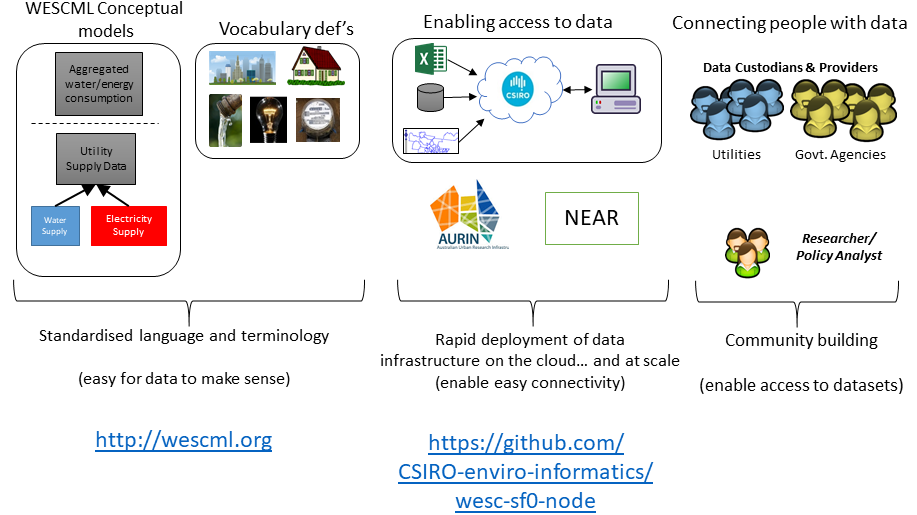 WESCML Conceptual
models
Aggregated
water/energy
consumption
Utility
Supply Data
Water
Supply
Electricity
Supply
Vocabulary def's
Standardised language and terminology
(easy for data to make sense)
http://wescml.org
Enabling access to data
X
CSIRO
AURIN
Australian Urban Research Infrastru
NEAR
Rapid deployment of data
infrastructure on the cloud... and at scale
(enable easy connectivity)
https://github.com/
CSIRO-enviro-informatics/
wesc-sf0-node
Connecting people with data
Data Custodians & Providers
Utilities
Govt. Agencies
Researcher/
Policy Analyst
Community building
(enable access to datasets)